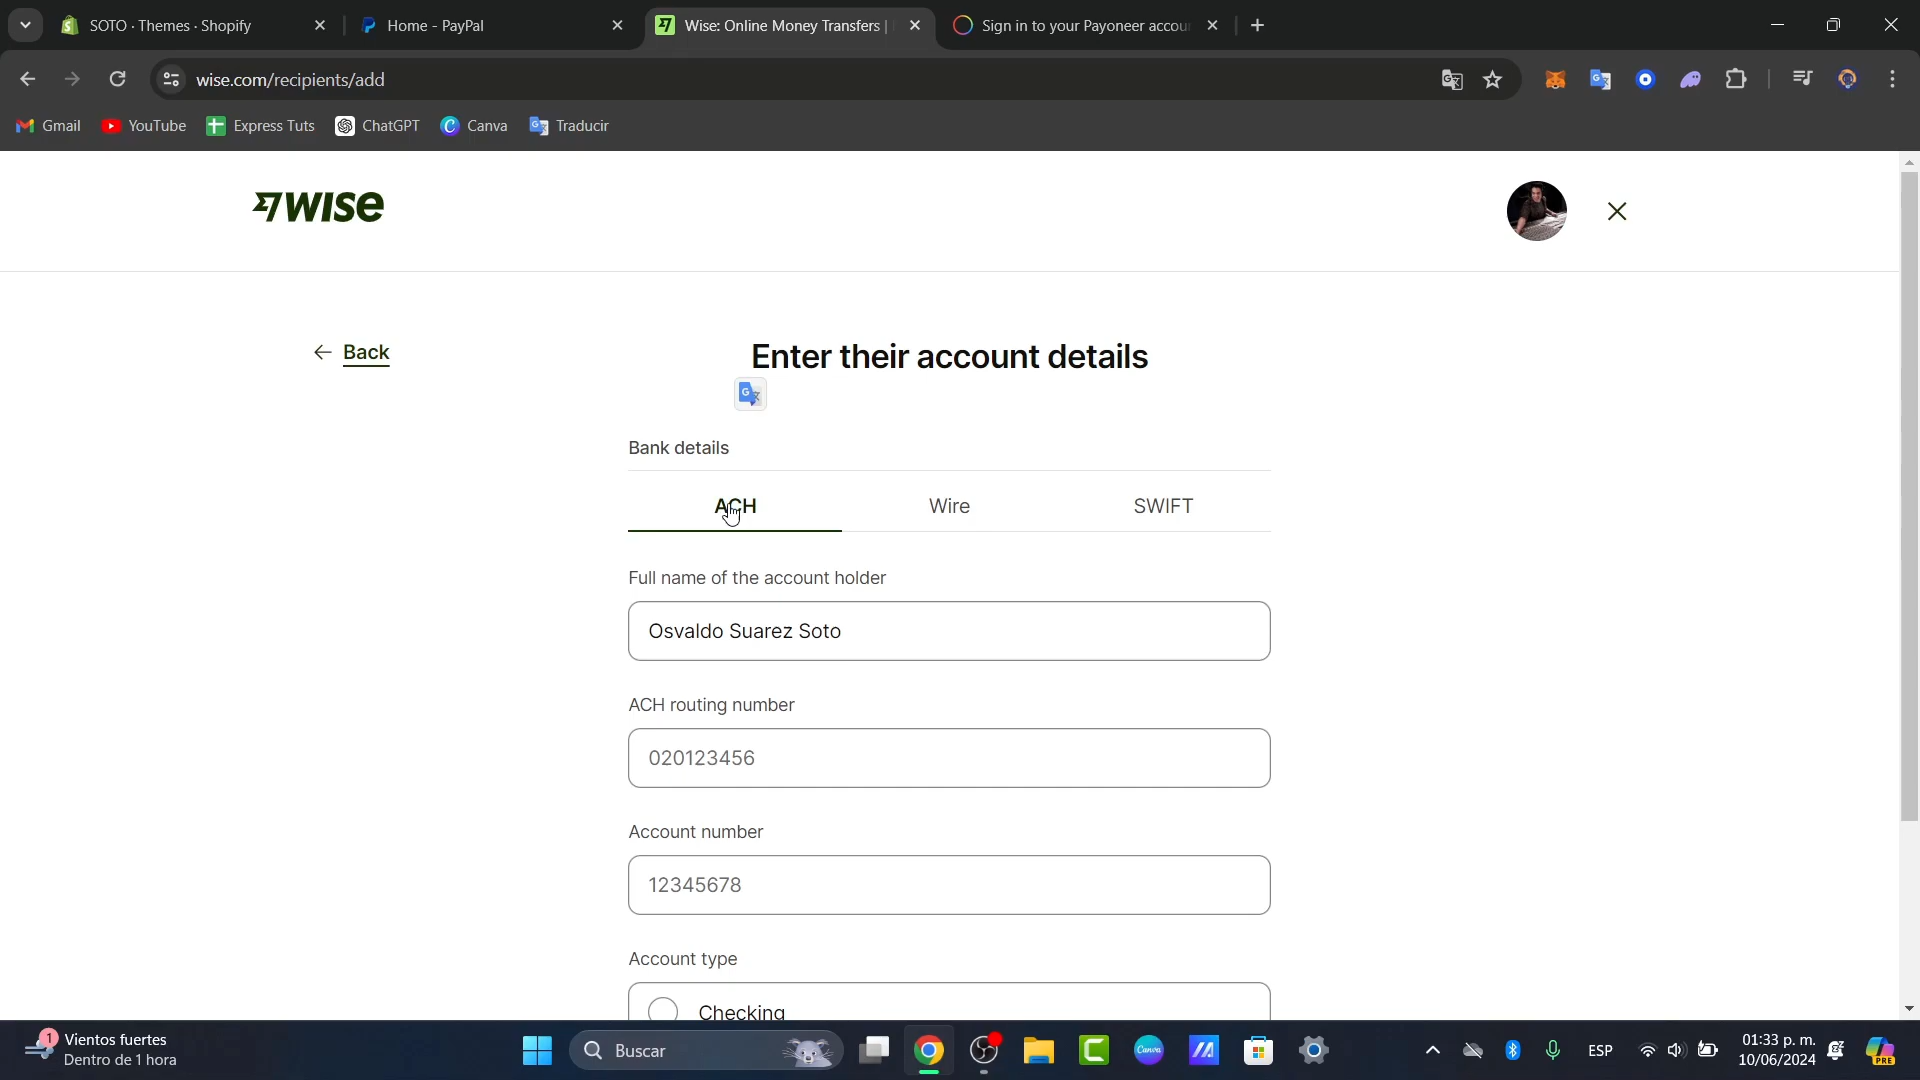 SOTO · Themes · Shopify
Home - PayPal
Wise: Online Money Transfers |
Sign in to your Payoneer accou
wise.com/recipients/add
Gmail
YouTube
Express Tuts
ChatGPT
Canva
Traducir
WISE
Back
Enter their account details
Bank details
ACH
Wire
SWIFT
Full name of the account holder
Osvaldo Suarez Soto
ACH routing number
020123456
Account number
12345678
Account type
Checking
1
Vientos fuertes
Dentro de 1 hora
Buscar
Canva
ESP
01:33 p. m.
10/06/2024
PRE